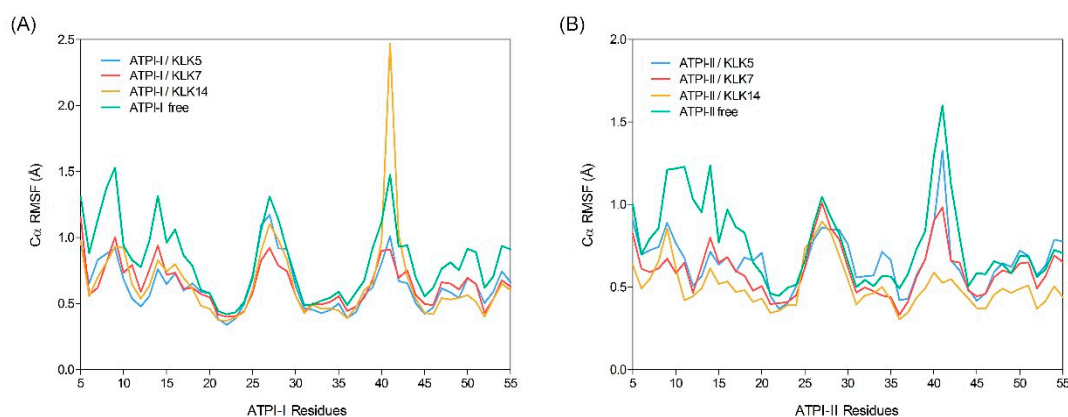 (A)
2.5
2.0
1.5
1.0
0.5
0.0
Cα RMSF (Å)
ATPI-I / KLK5
ATPI-I / KLK7
ATPI-I / KLK14
ATPI-I free
5 10 15 20 25 30 35 40 45 50 55
ATPI-I Residues
(B)
2.0
1.5
1.0
0.5
0.0
Cα RMSF (Å)
ATPI-II / KLK5
ATPI-II / KLK7
ATPI-II / KLK14
ATPI-II free
5 10 15 20 25 30 35 40 45 50 55
ATPI-II Residues